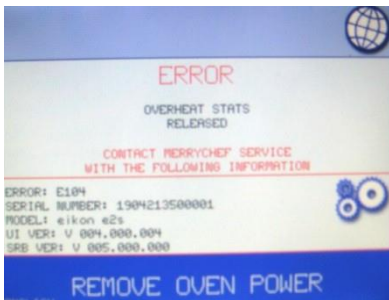 ERROR
OVERHEAT STATS
RELEASED
CONTACT MERRYCHEF SERVICE
WITH THE FOLLOWING INFORMATION
ERROR: E104
SERIAL NUMBER: 1904213500001
MODEL: eikon e2s
UI VER: V 004.000.004
SRB VER: V 005.000.000
REMOVE OVEN POWER